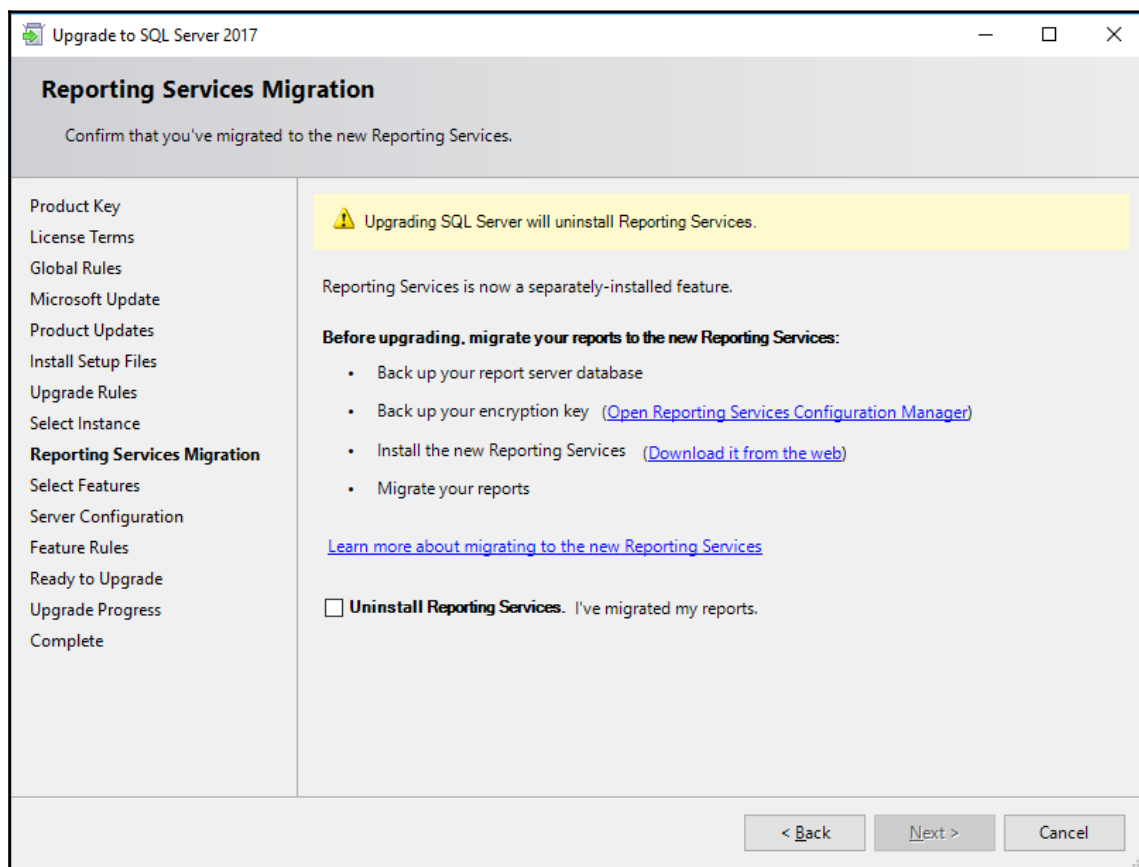 Upgrade to SQL Server 2017
Reporting Services Migration
Confirm that you've migrated to the new Reporting Services.
Product Key
License Terms
Global Rules
Microsoft Update
Product Updates
Install Setup Files
Upgrade Rules
Select Instance
Reporting Services Migration
Select Features
Server Configuration
Feature Rules
Ready to Upgrade
Upgrade Progress
Complete
Upgrading SQL Server will uninstall Reporting Services.
Reporting Services is now a separately-installed feature.
Before upgrading, migrate your reports to the new Reporting Services:
• Back up your report server database
• Back up your encryption key (Open Reporting Services Configuration Manager)
• Install the new Reporting Services (Download it from the web)
• Migrate your reports
Learn more about migrating to the new Reporting Services
Uninstall Reporting Services. I've migrated my reports.
< Back Next > Cancel